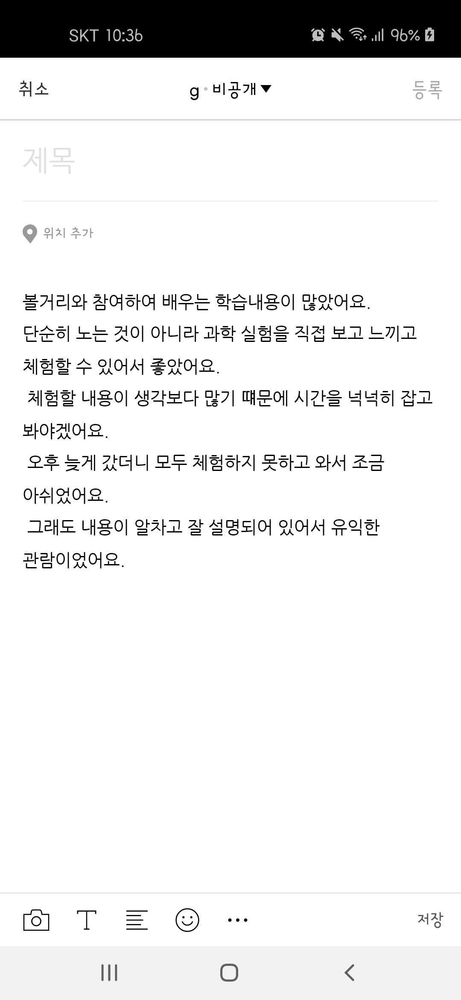 SKT 10:36 96%
취소 g • 비공개▼ 등록
제목
위치 추가
볼거리와 참여하여 배우는 학습내용이 많았어요.
단순히 노는 것이 아니라 과학 실험을 직접 보고 느끼고
체험할 수 있어서 좋았어요.
체험할 내용이 생각보다 많기 떄문에 시간을 넉넉히 잡고
봐야겠어요.
오후 늦게 갔더니 모두 체험하지 못하고 와서 조금
아쉬었어요.
그래도 내용이 알차고 잘 설명되어 있어서 유익한
관람이었어요.
저장